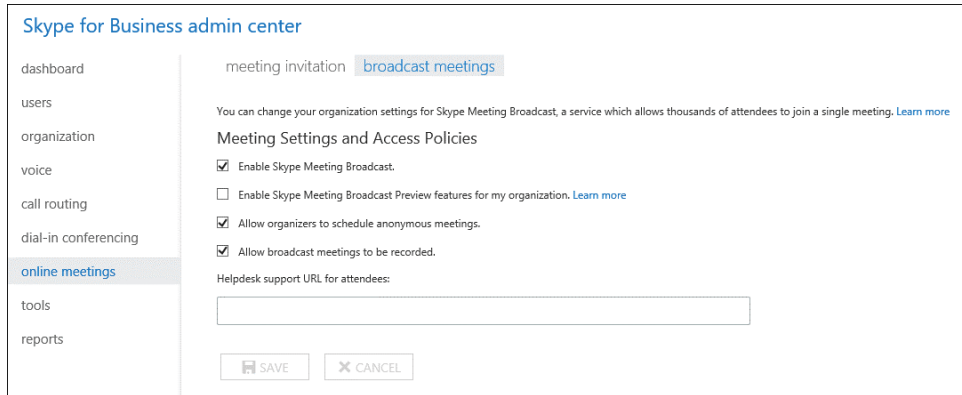 Skype for Business admin center
dashboard
users
organization
voice
call routing
dial-in conferencing
online meetings
tools
reports
meeting invitation broadcast meetings
You can change your organization settings for Skype Meeting Broadcast, a service which allows thousands of attendees to join a single meeting. Learn more
Meeting Settings and Access Policies
Enable Skype Meeting Broadcast.
Enable Skype Meeting Broadcast Preview features for my organization. Learn more
Allow organizers to schedule anonymous meetings.
Allow broadcast meetings to be recorded.
Helpdesk support URL for attendees:
SAVE CANCEL